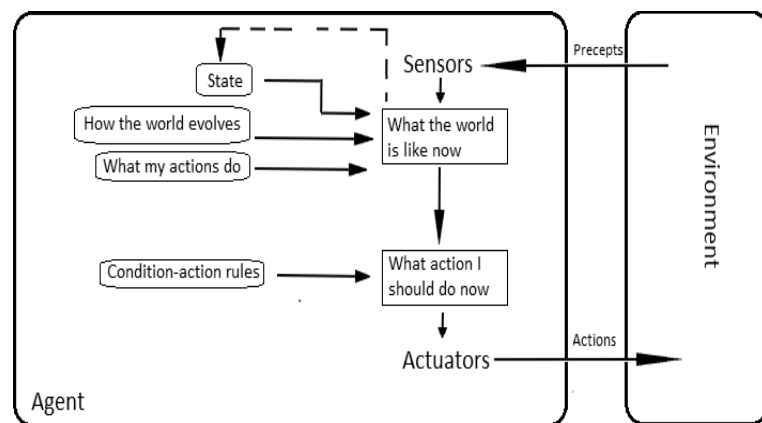 Precepts
Sensors
State
How the world evolves
What the world
is like now
What my actions do
Environment
Condition-action rules
What action I
should do now
Actions
Actuators
Agent